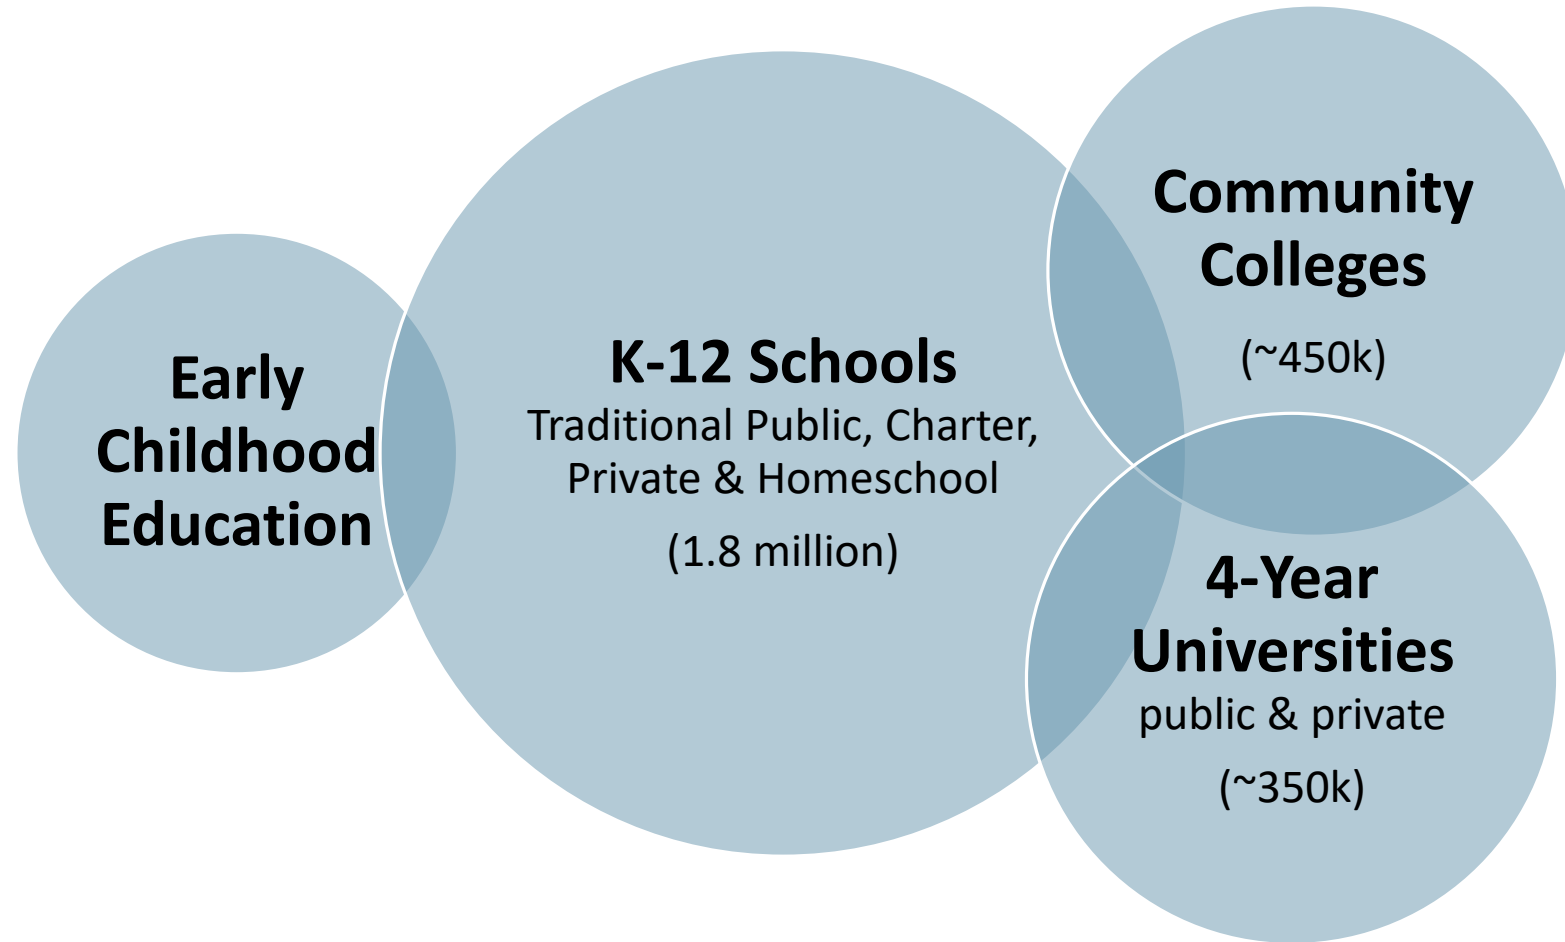 Early
Childhood
Education
K-12 Schools
Traditional Public, Charter,
Private & Homeschool
(1.8 million)
Community
Colleges
(~450k)
4-Year
Universities
public & private
(~350k)